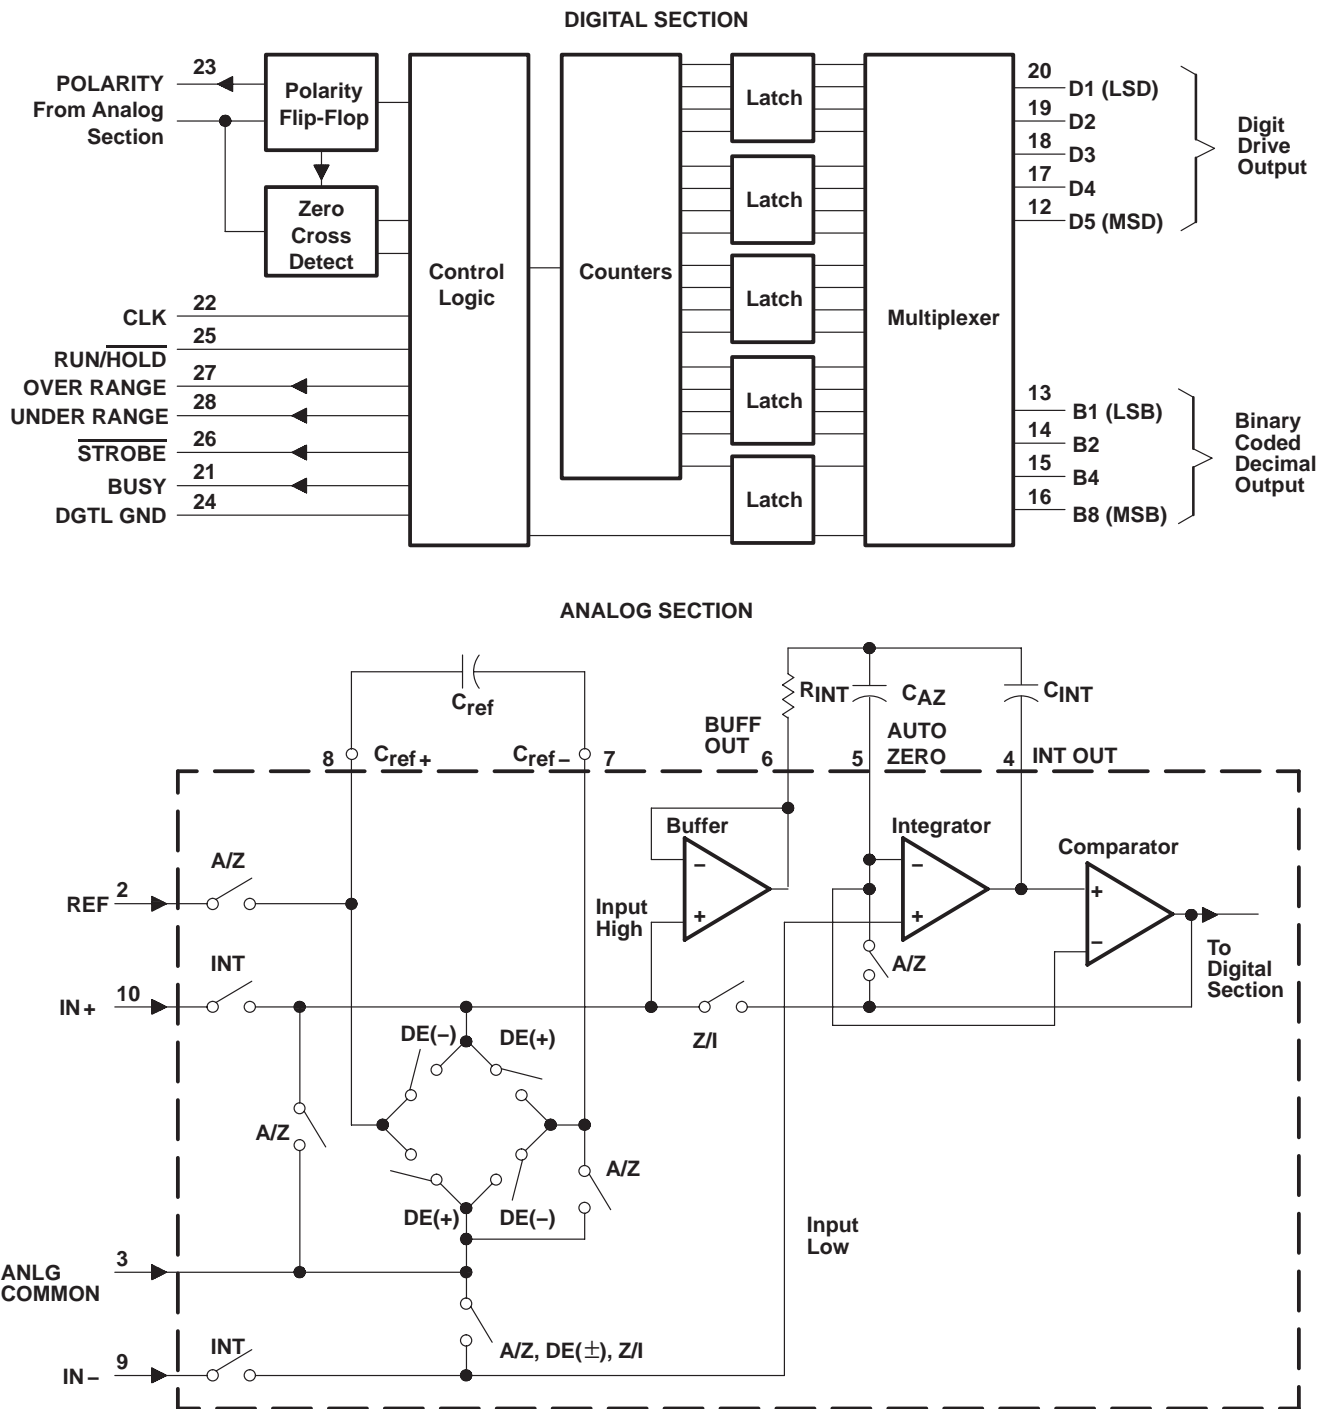 DIGITAL SECTION
23
POLARITY
From Analog
Section
Polarity
Flip-Flop
Zero
Cross
Detect
CLK
22
RUN/HOLD
25
OVER RANGE
27
UNDER RANGE
28
STROBE
26
BUSY
21
DGTL GND
24
Control
Logic
Counters
Latch
Latch
Latch
Latch
Latch
Multiplexer
20
D1 (LSD)
19
D2
18
D3
17
D4
12
D5 (MSD)
Digit
Drive
Output
13
B1 (LSB)
14
B2
15
B4
16
B8 (MSB)
Binary
Coded
Decimal
Output
ANALOG SECTION
Cref
8
Cref+
Cref–
7
RINT
CAZ
CINT
BUFF
OUT
6
AUTO
ZERO
5
4
INT OUT
Buffer
–
+
Integrator
–
+
Comparator
+
–
REF
2
A/Z
Input
High
A/Z
To
Digital
Section
IN+
10
INT
Z/I
DE(–)
DE(+)
A/Z
A/Z
DE(+)
DE(–)
Input
Low
ANLG
COMMON
3
A/Z, DE(±), Z/I
IN–
9
INT